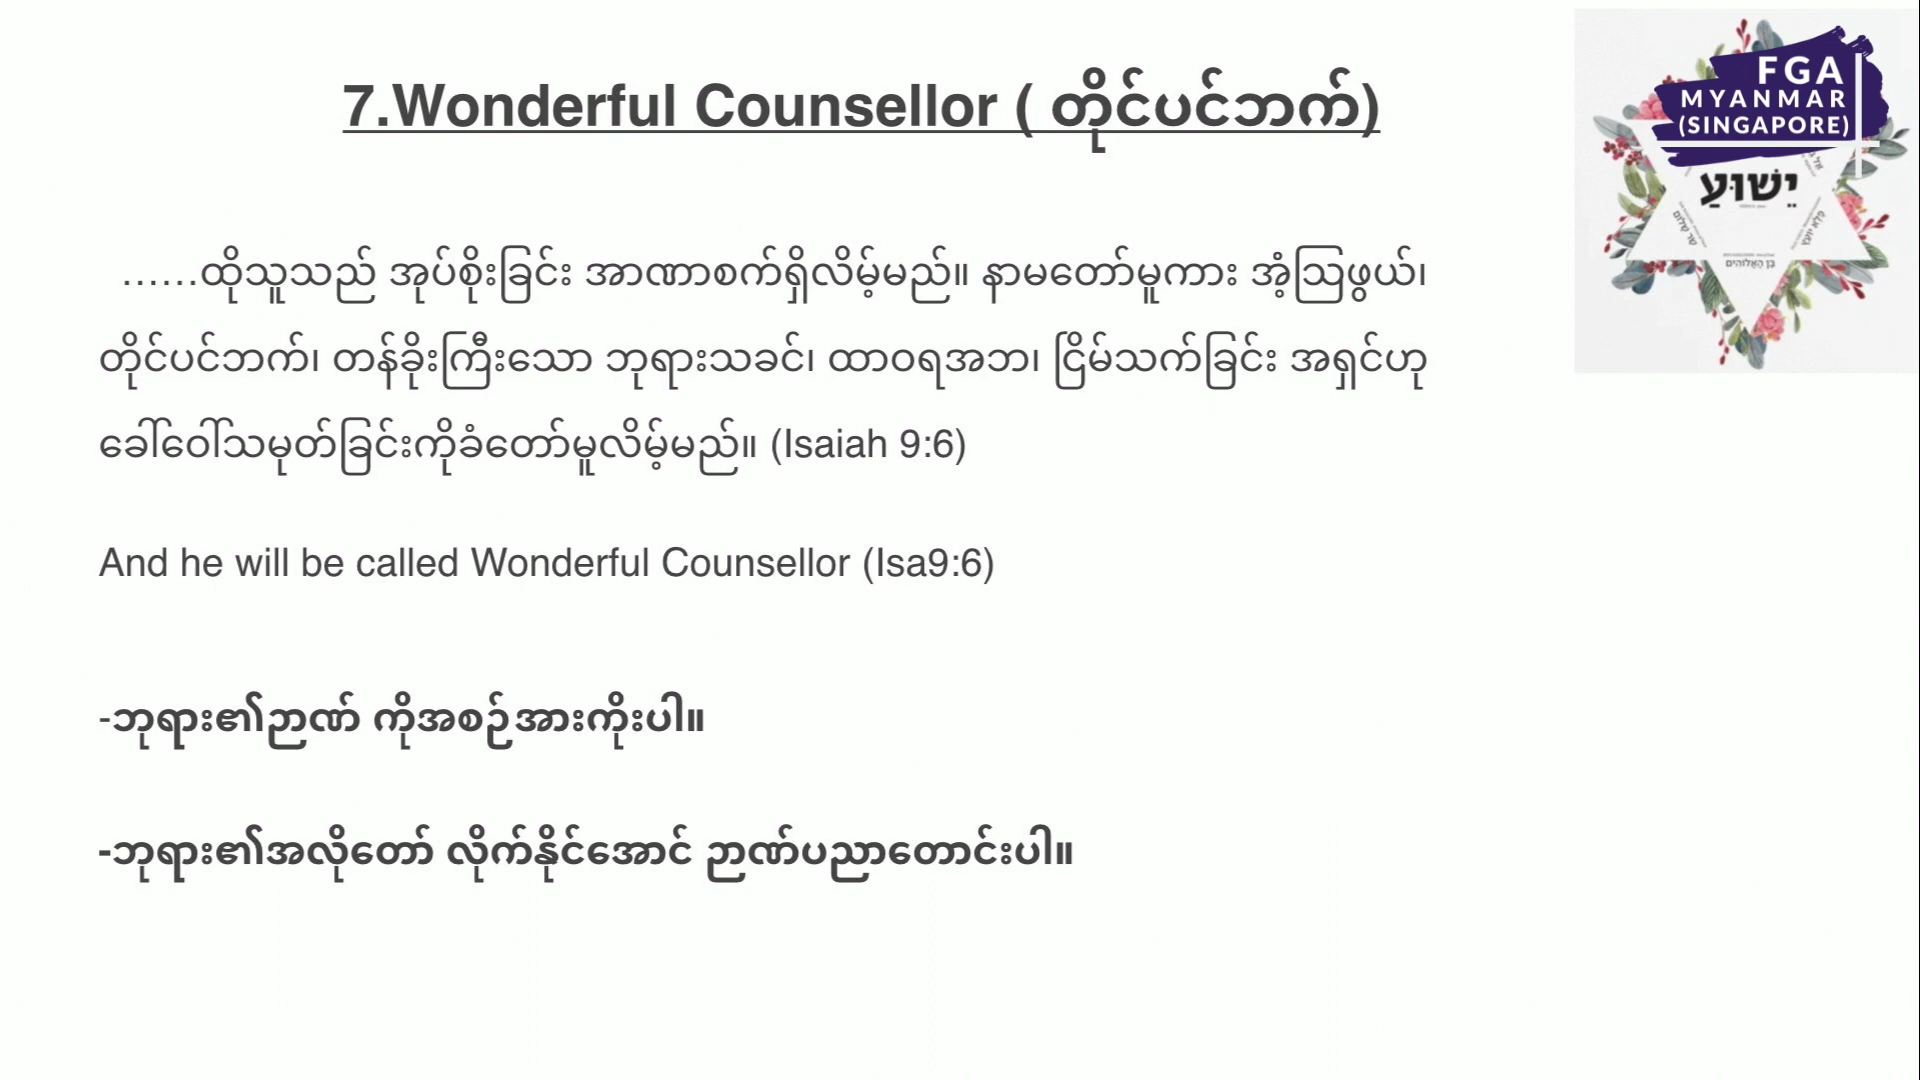 7.Wonderful Counsellor ( တိုင်ပင်ဘက်)
FGA
MYANMAR
(SINGAPORE)
יֵשׁוּעַ
שַׂר שָׁלוֹם
פֶּלֶא יוֹעֵץ
בֶּן הָאֱלוֹהִים
......ထိုသူသည် အုပ်စိုးခြင်း အာဏာစက်ရှိလိမ့်မည်။ နာမတော်မူကား အံ့ဩဖွယ်၊
တိုင်ပင်ဘက်၊ တန်ခိုးကြီးသော ဘုရားသခင်၊ ထာဝရအဘ၊ ငြိမ်သက်ခြင်း အရှင်ဟု
ခေါ်ဝေါ်သမုတ်ခြင်းကိုခံတော်မူလိမ့်မည်။ (Isaiah 9:6)
And he will be called Wonderful Counsellor (Isa9:6)
-ဘုရား၏ဉာဏ် ကိုအစဉ်အားကိုးပါ။
-ဘုရား၏အလိုတော် လိုက်နိုင်အောင် ဉာဏ်ပညာတောင်းပါ။